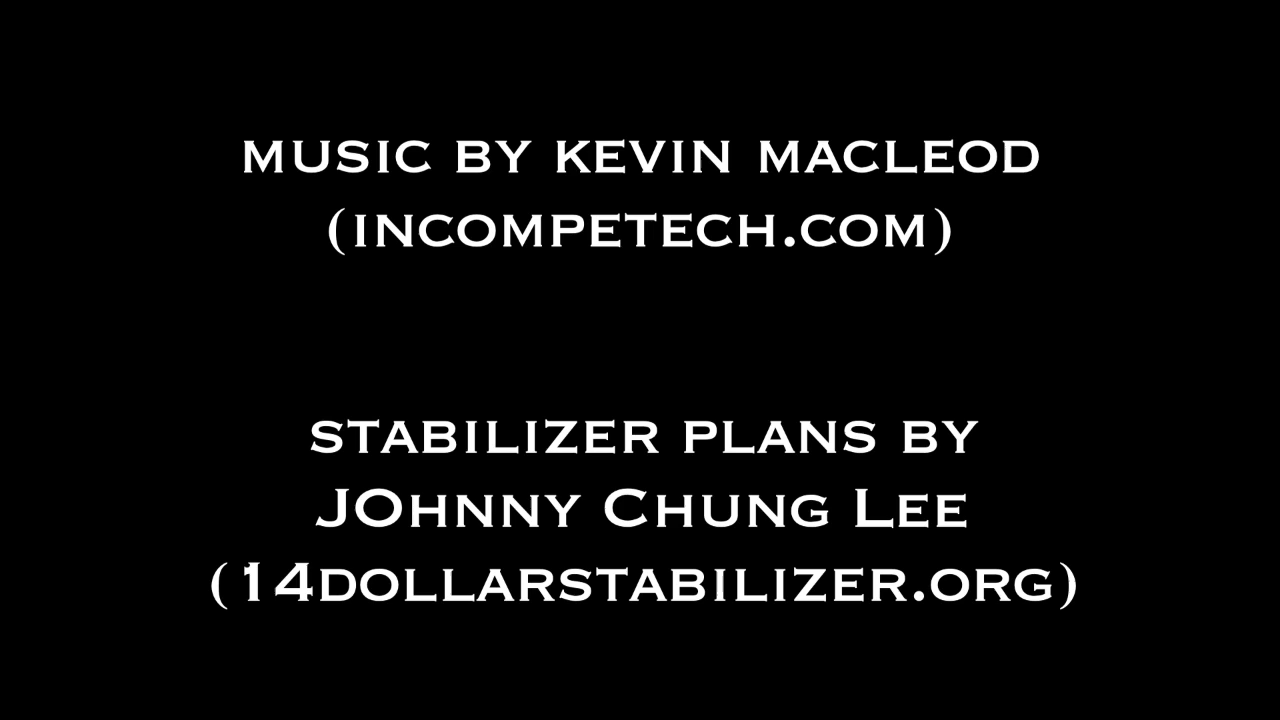 MUSIC BY KEVIN MACLEOD
(INCOMPETECH.COM)
STABILIZER PLANS BY
JOHNNY CHUNG LEE
(14DOLLARSTABILIZER.ORG)